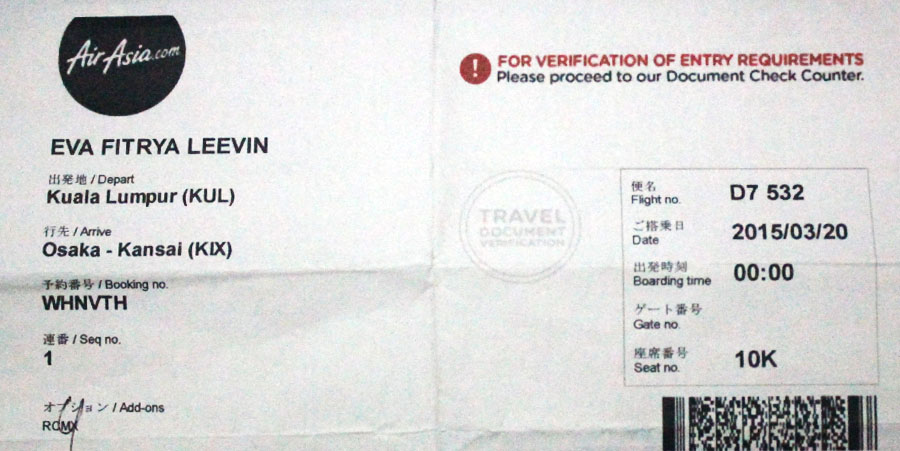 AirAsia.com
! FOR VERIFICATION OF ENTRY REQUIREMENTS
Please proceed to our Document Check Counter.
EVA FITRYA LEEVIN
出発地 / Depart
Kuala Lumpur (KUL)
行先 / Arrive
Osaka - Kansai (KIX)
予約番号 / Booking no.
WHNVTH
連番 / Seq no.
1
オプション / Add-ons
RCMX
TRAVEL
DOCUMENT
VERIFICATION
便名
Flight no.
D7 532
ご搭乗日
Date
2015/03/20
出発時刻
Boarding time
00:00
ゲート番号
Gate no.
座席番号
Seat no.
10K